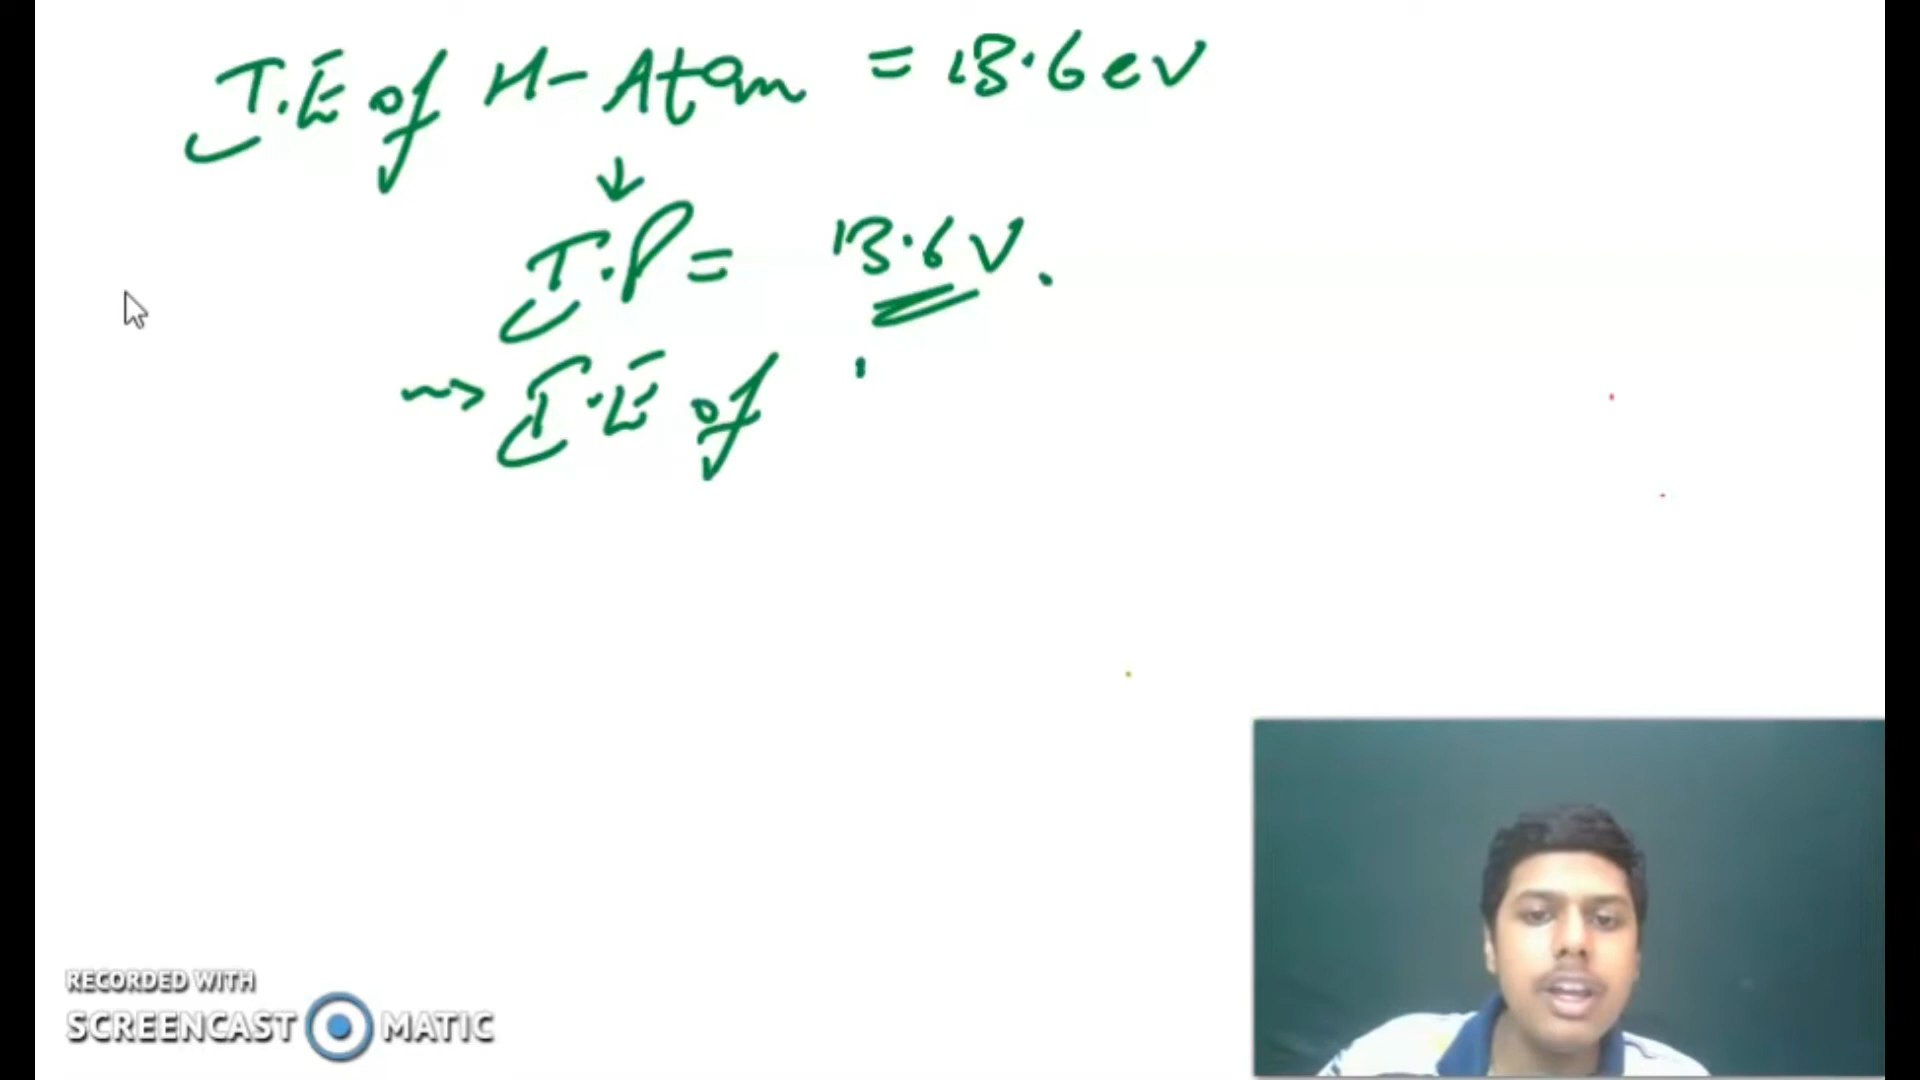 I.E of H-Atom = 13.6 eV
↓
I.P = 13.6 V.
~> I.E of
RECORDED WITH
SCREENCAST MATIC